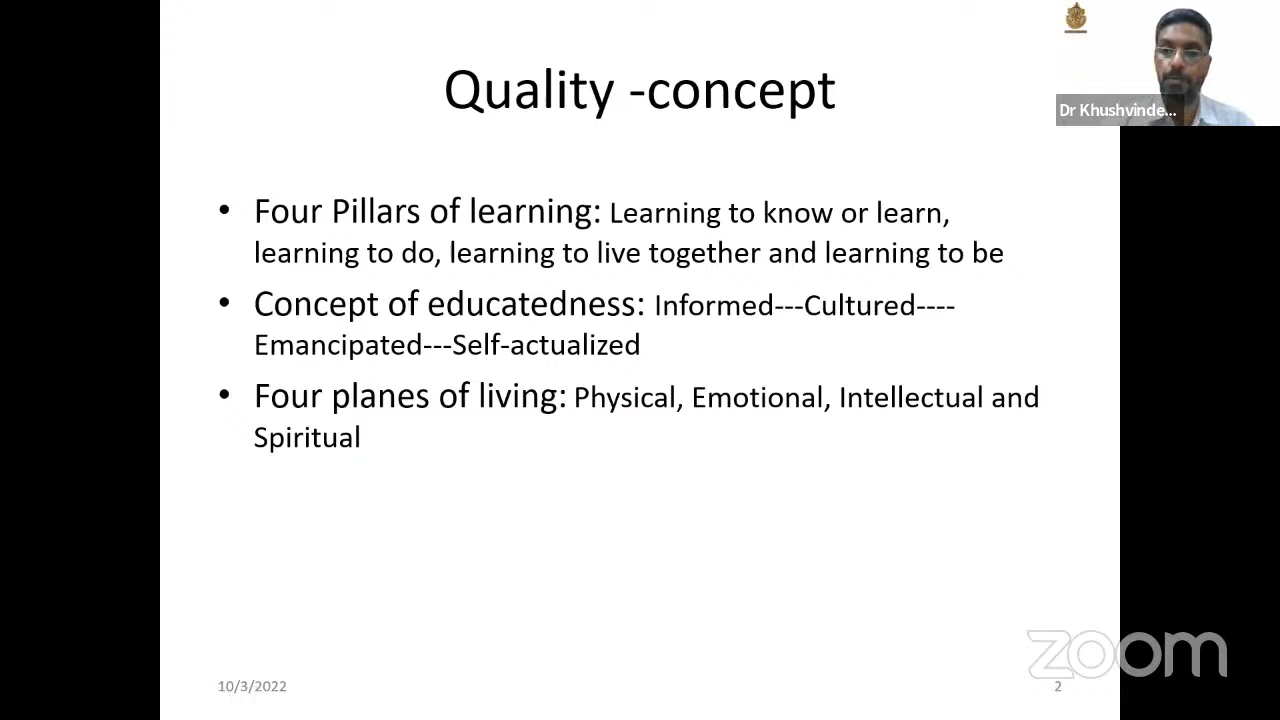 Quality -concept
Dr Khushvinde...
• Four Pillars of learning: Learning to know or learn,
learning to do, learning to live together and learning to be
• Concept of educatedness: Informed---Cultured----
Emancipated---Self-actualized
• Four planes of living: Physical, Emotional, Intellectual and
Spiritual
zoom
10/3/2022
2